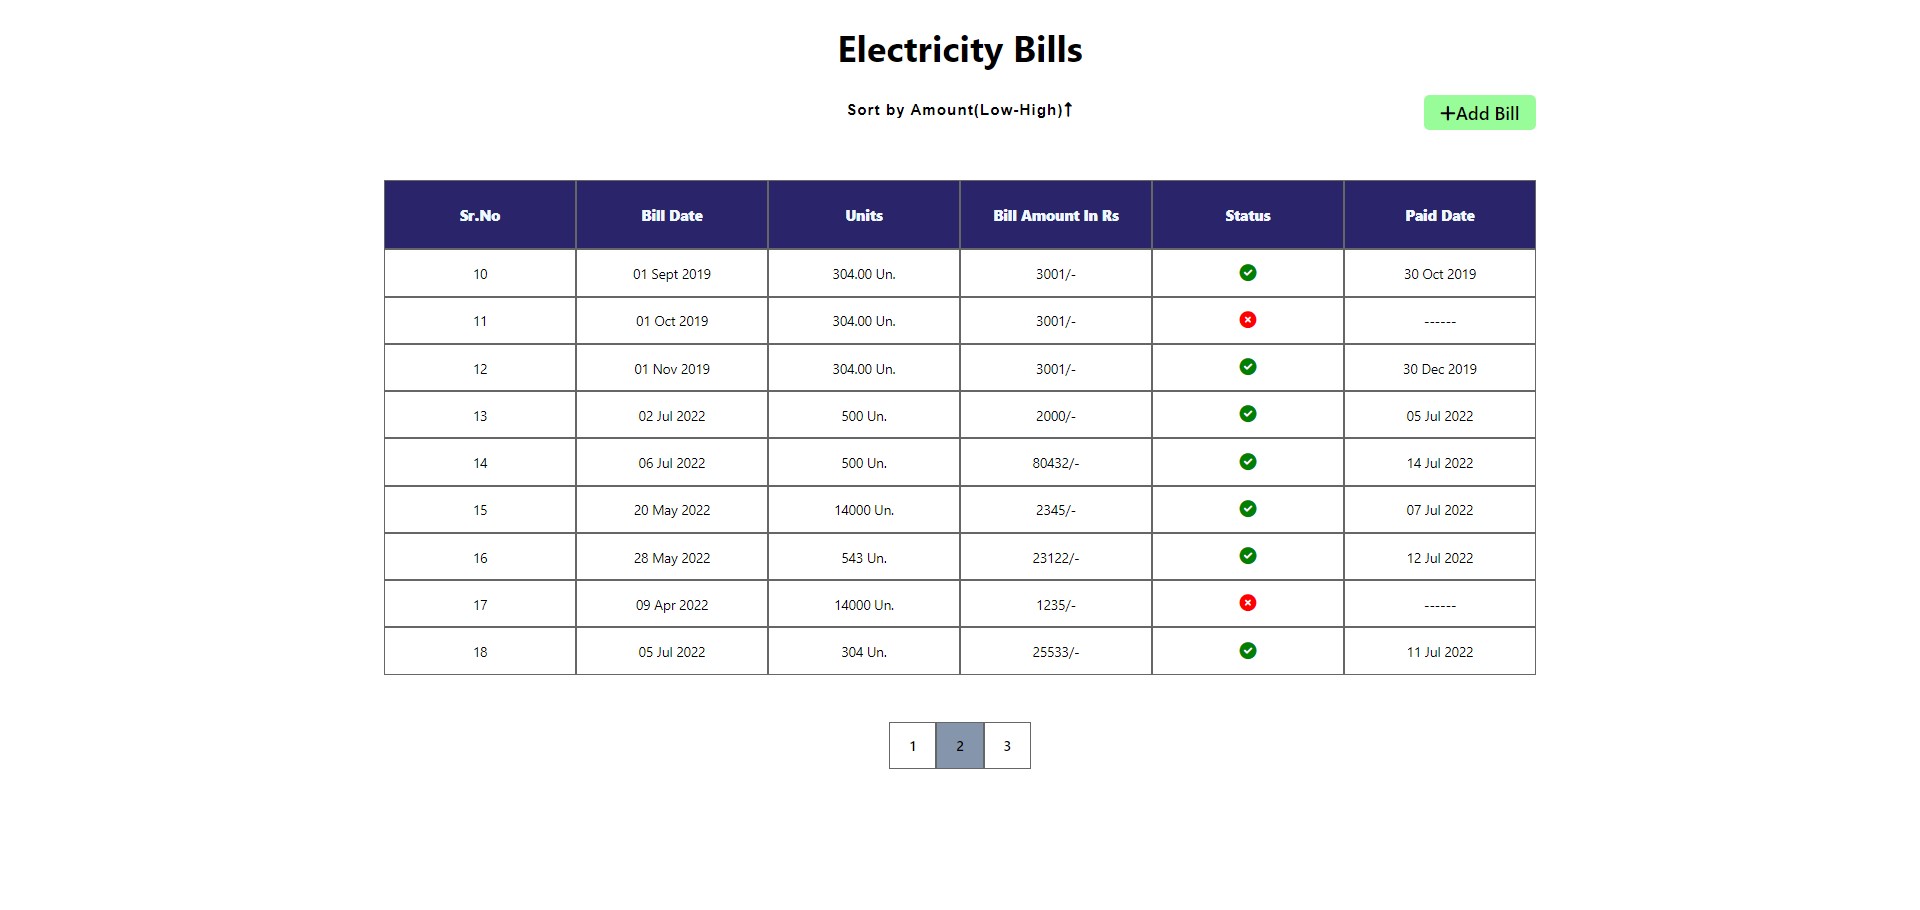 Electricity Bills
Sort by Amount(Low-High)↑
+Add Bill
Sr.No Bill Date Units Bill Amount In Rs Status Paid Date
10 01 Sept 2019 304.00 Un. 3001/- 30 Oct 2019
11 01 Oct 2019 304.00 Un. 3001/- ------
12 01 Nov 2019 304.00 Un. 3001/- 30 Dec 2019
13 02 Jul 2022 500 Un. 2000/- 05 Jul 2022
14 06 Jul 2022 500 Un. 80432/- 14 Jul 2022
15 20 May 2022 14000 Un. 2345/- 07 Jul 2022
16 28 May 2022 543 Un. 23122/- 12 Jul 2022
17 09 Apr 2022 14000 Un. 1235/- ------
18 05 Jul 2022 304 Un. 25533/- 11 Jul 2022
1 2 3